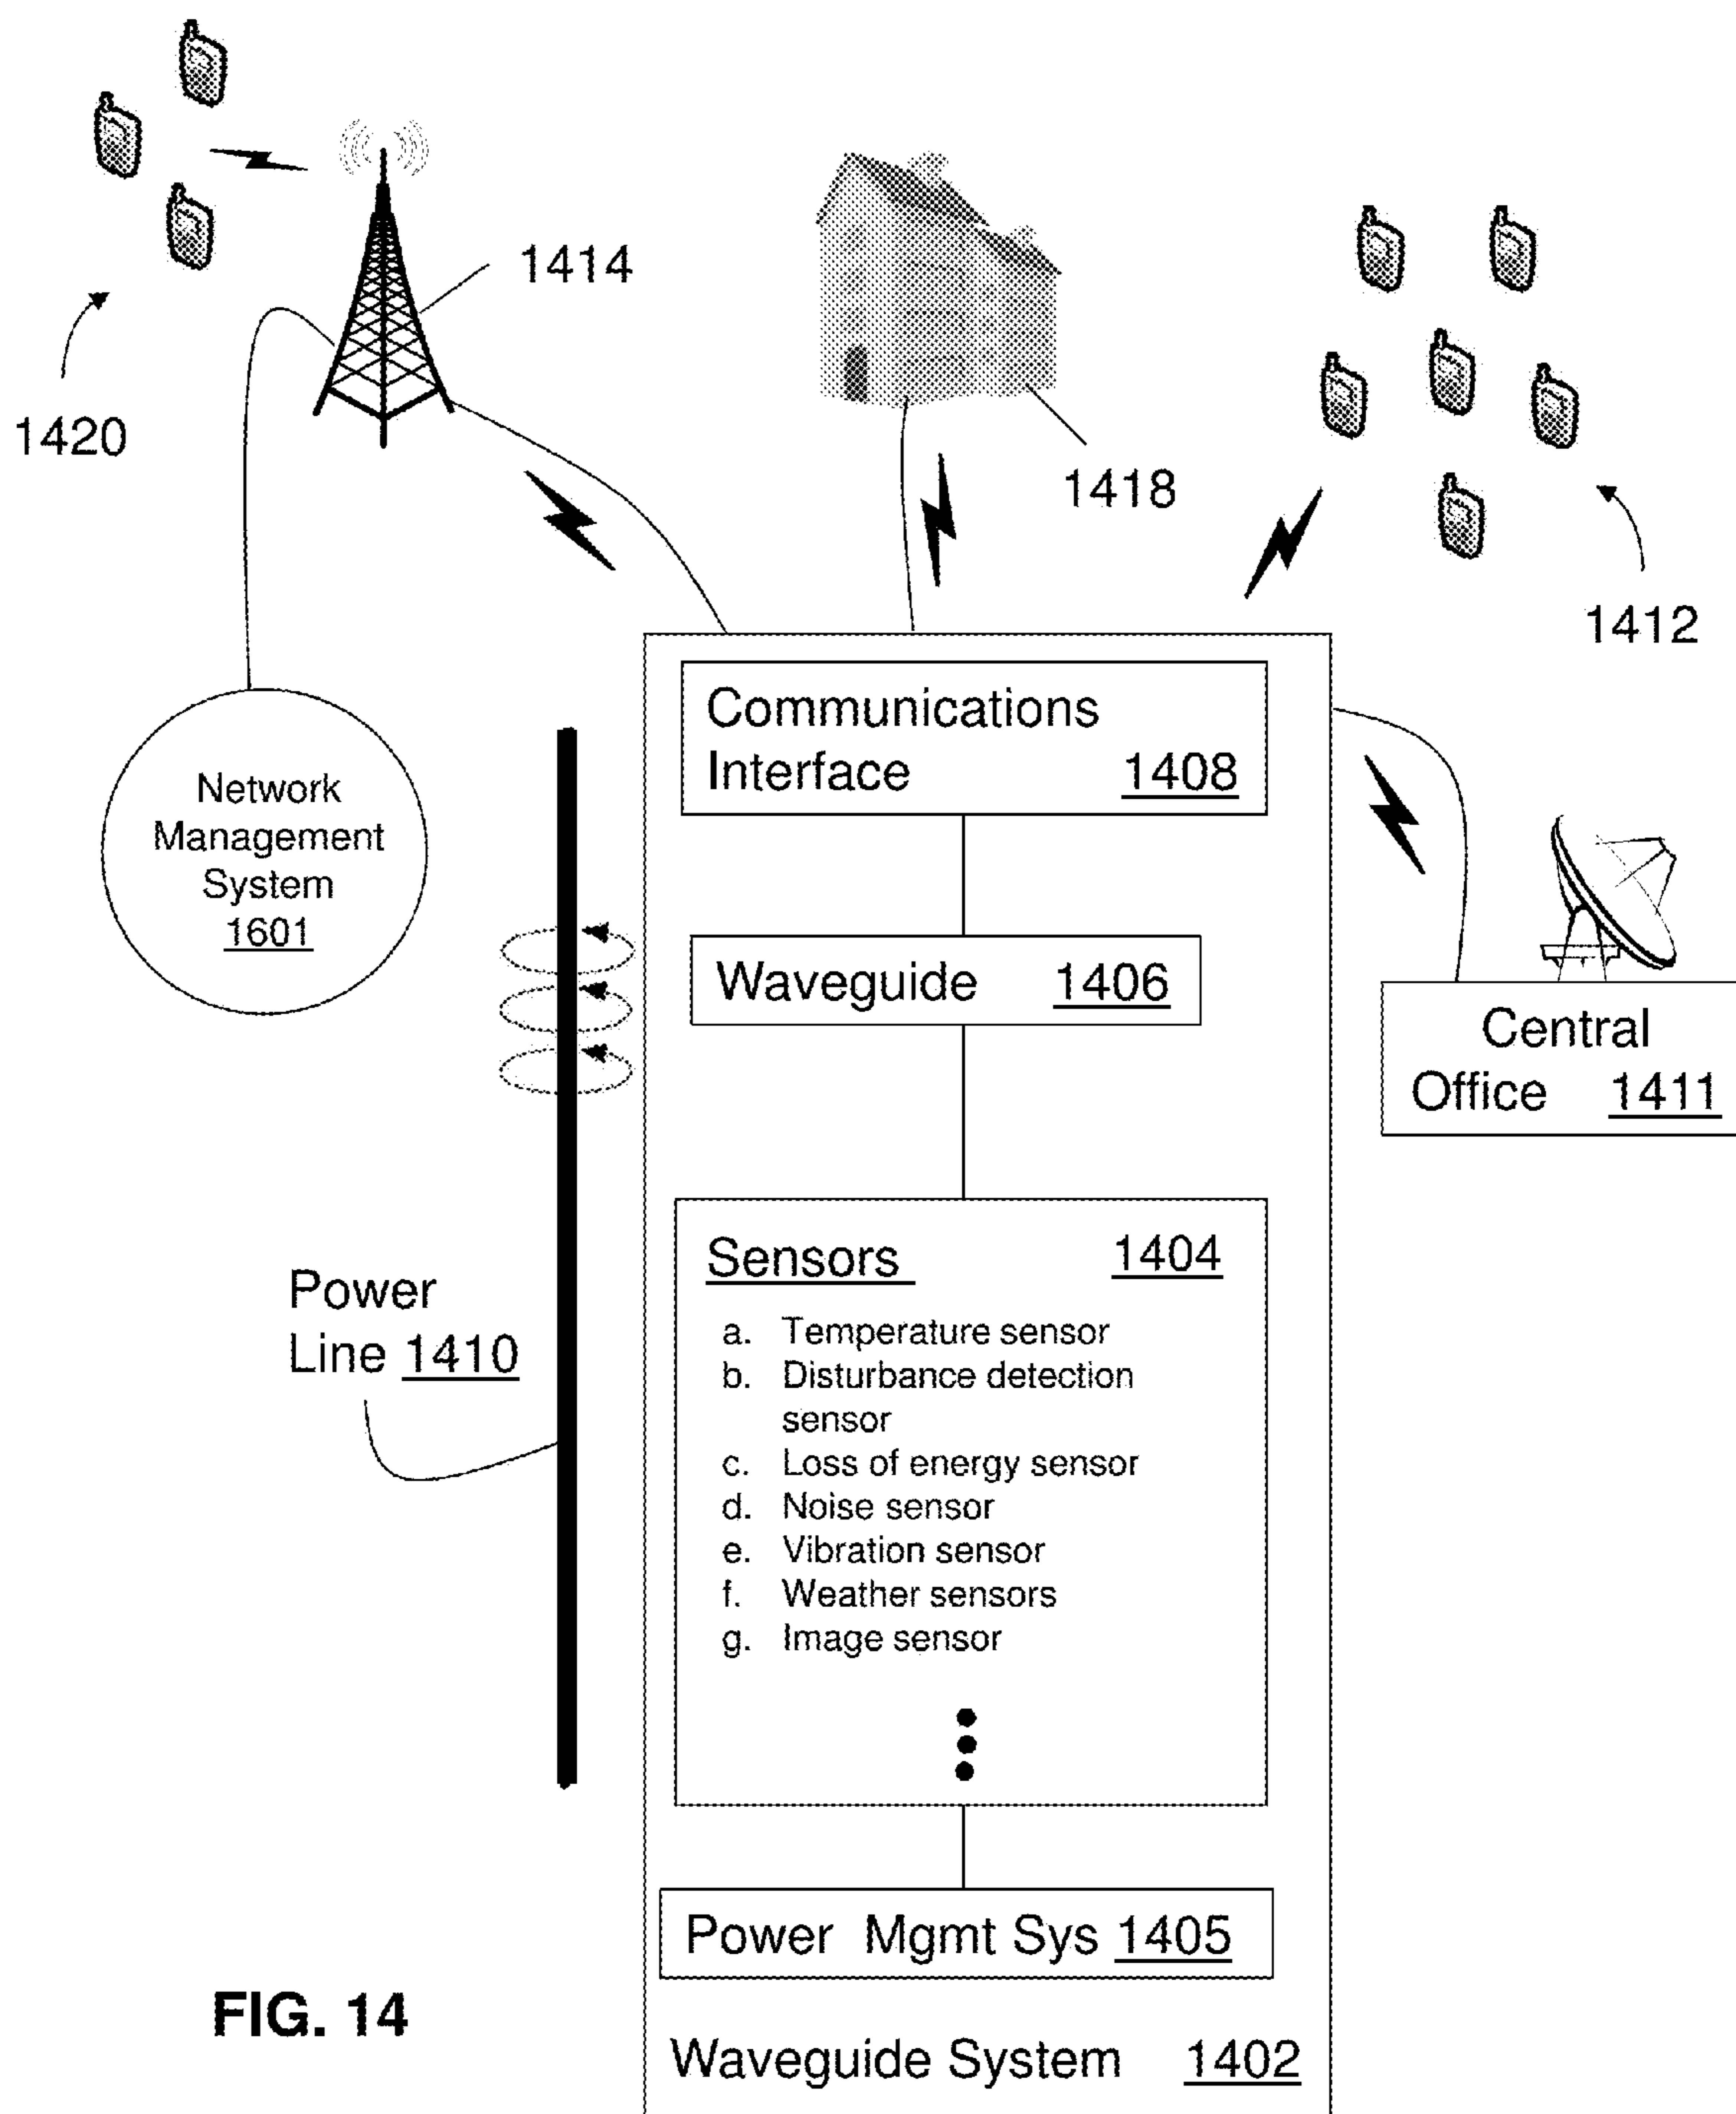 1414
1420
1418
1412
Communications
Interface 1408
Network
Management
System
1601
Waveguide 1406
Central
Office 1411
Sensors 1404
Power
Line 1410
a. Temperature sensor
b. Disturbance detection
sensor
c. Loss of energy sensor
d. Noise sensor
e. Vibration sensor
f. Weather sensors
g. Image sensor
Power Mgmt Sys 1405
FIG. 14
Waveguide System 1402